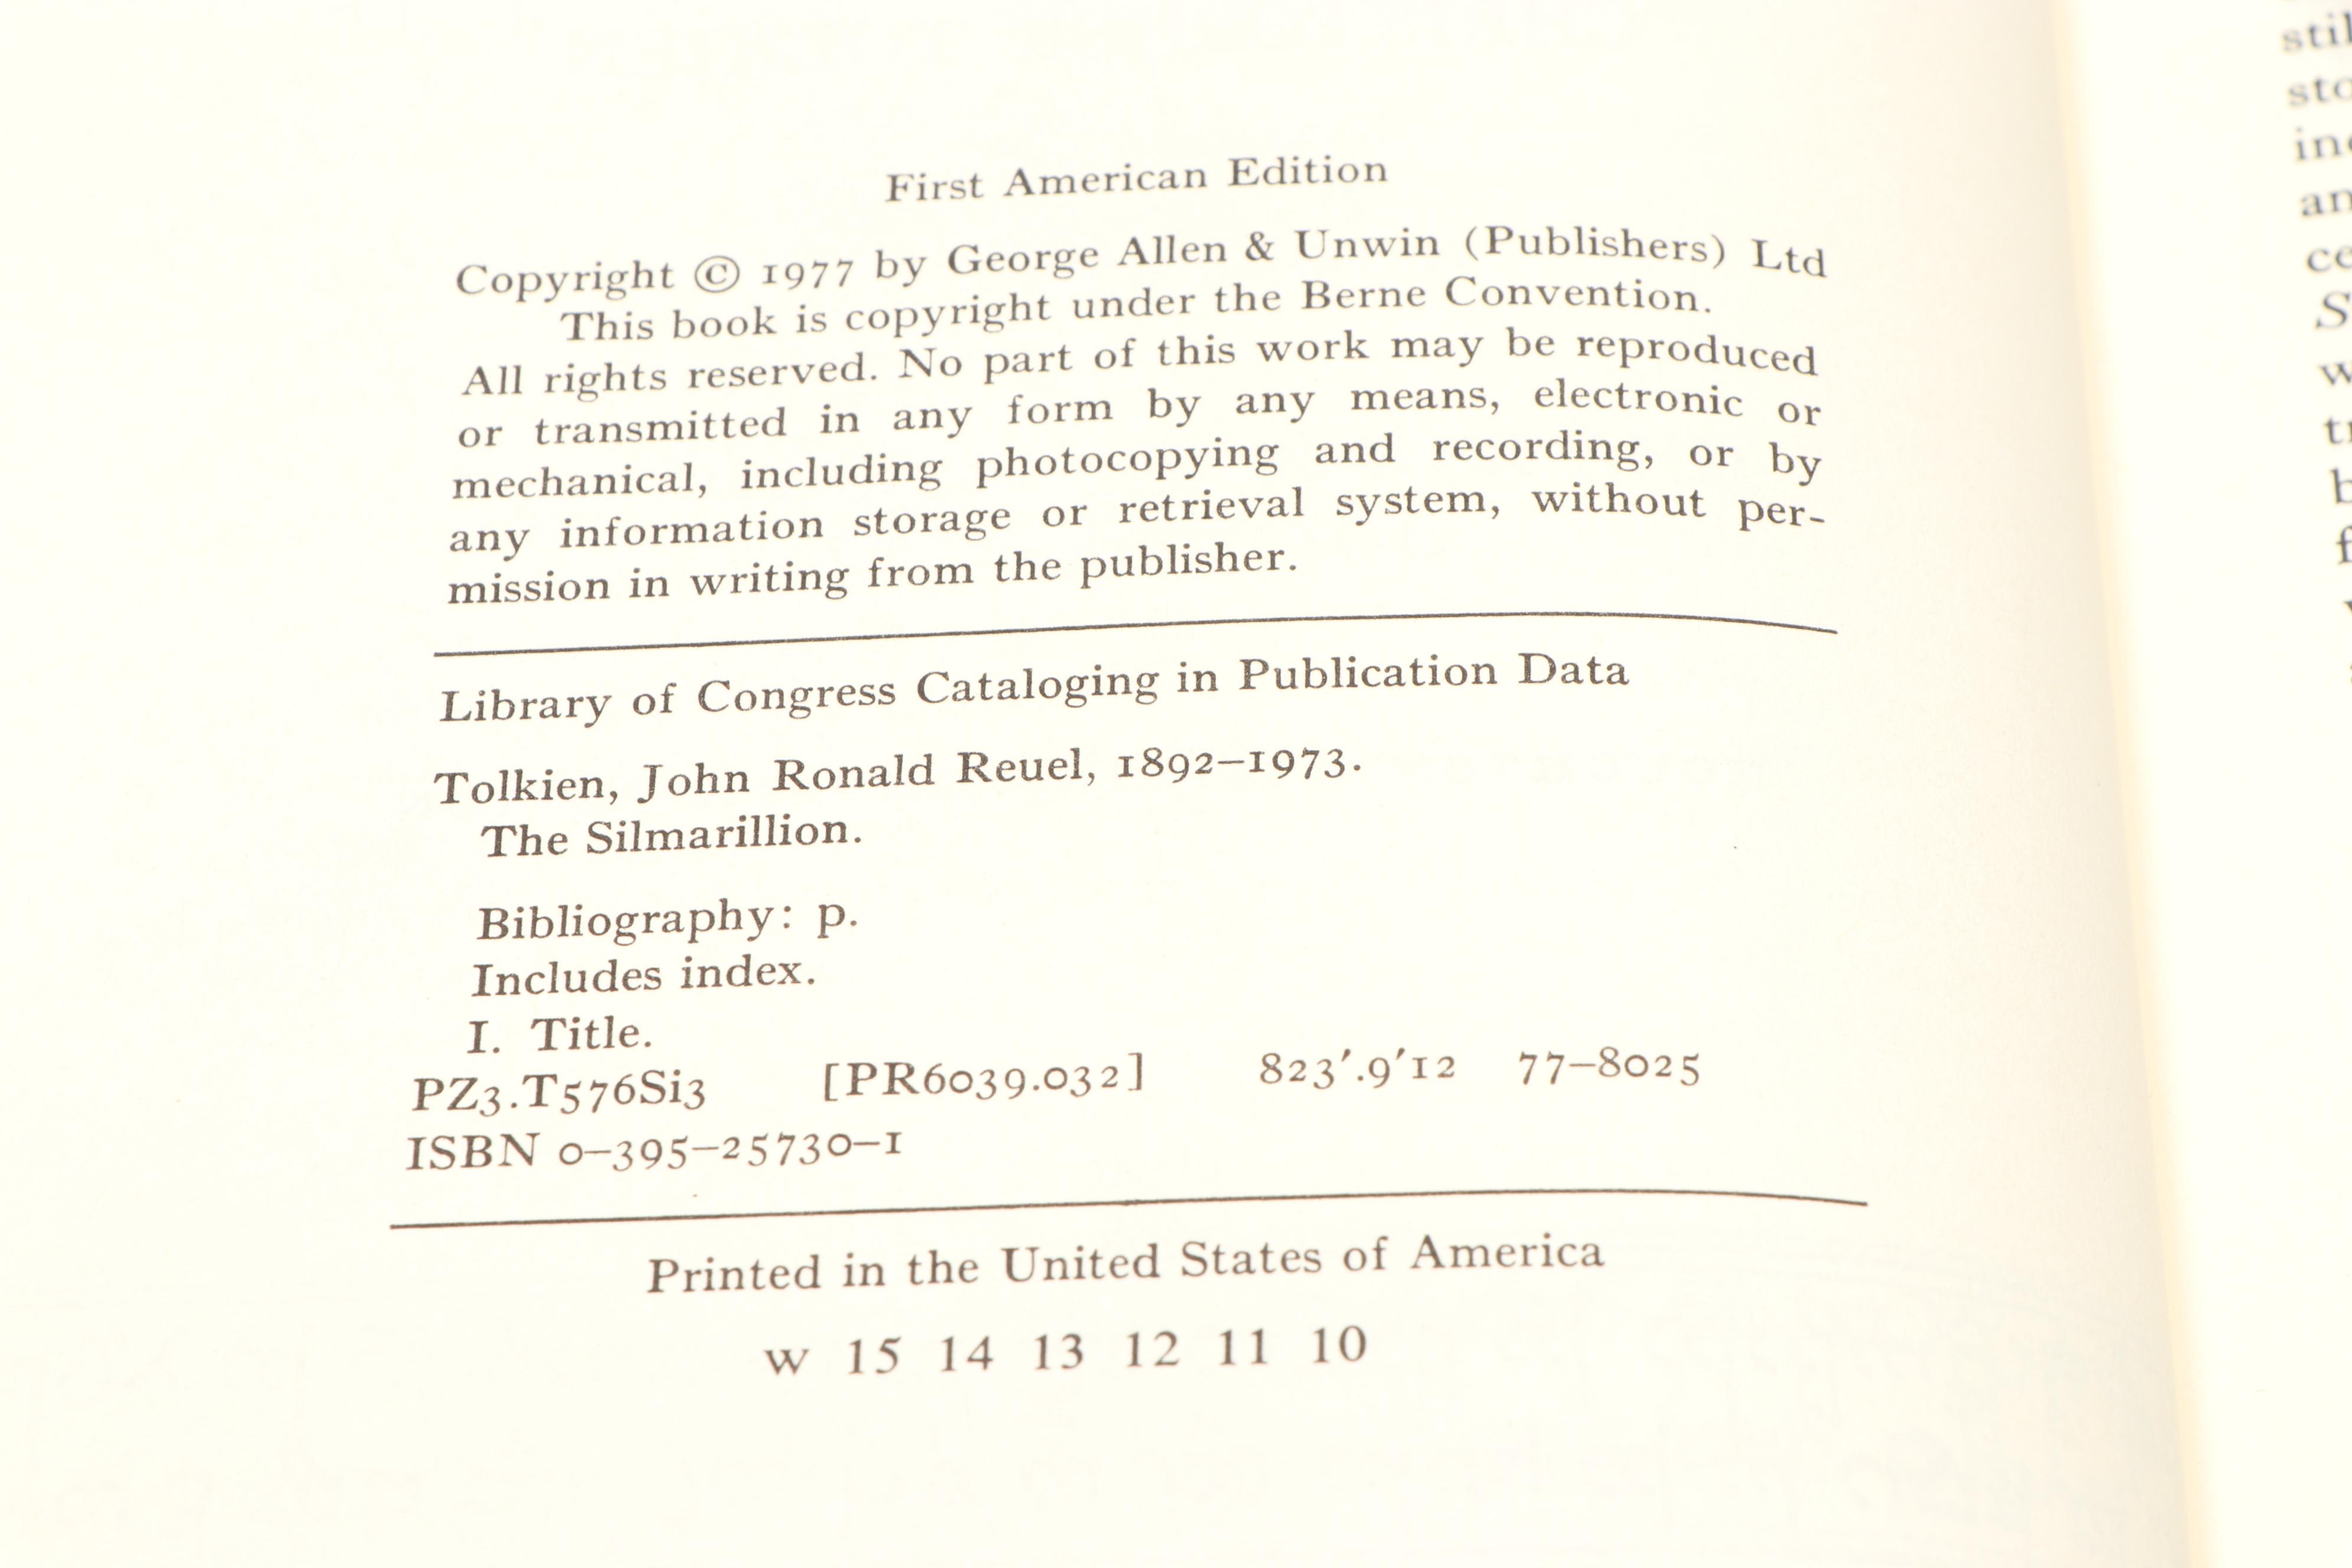 First American Edition
Copyright © 1977 by George Allen & Unwin (Publishers) Ltd
This book is copyright under the Berne Convention.
All rights reserved. No part of this work may be reproduced
or transmitted in any form by any means, electronic or
mechanical, including photocopying and recording, or by
any information storage or retrieval system, without per-
mission in writing from the publisher.
Library of Congress Cataloging in Publication Data
Tolkien, John Ronald Reuel, 1892–1973.
The Silmarillion.
Bibliography: p.
Includes index.
I. Title.
PZ3.T576Si3 [PR6039.032] 823′.9′12 77–8025
ISBN 0–395–25730–1
Printed in the United States of America
w 15 14 13 12 11 10